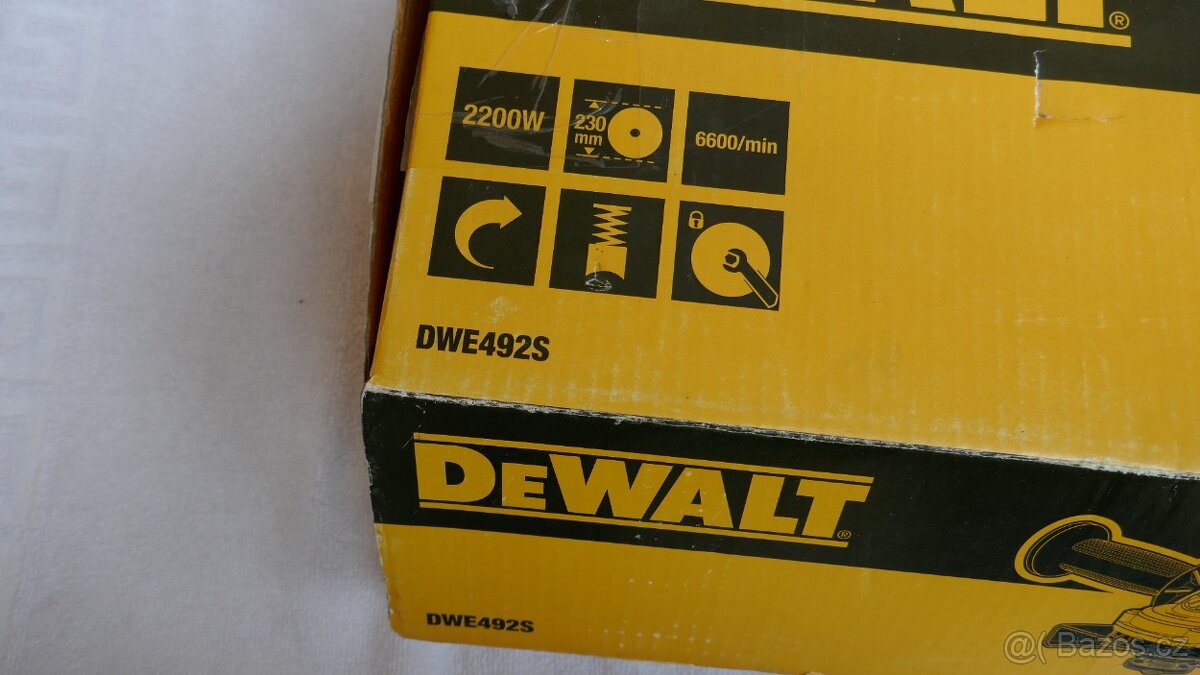 ®
2200W
230
mm
6600/min
DWE492S
DEWALT®
DWE492S
@( Bazos.cz